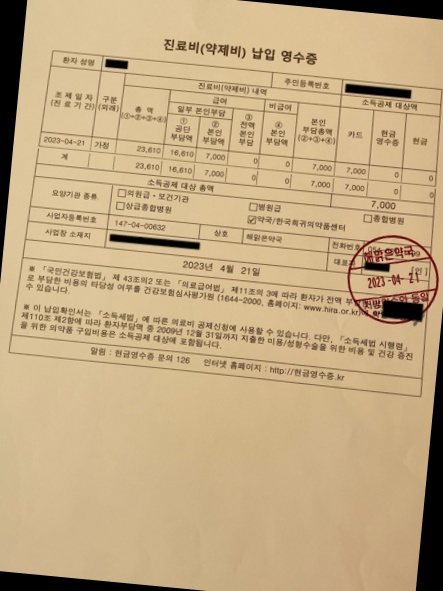 진료비(약제비) 납입 영수증
환자 성명 주민등록번호
진료비(약제비) 내역 소득공제 대상액
조 제 일 자 (진 료 기 간) 구분 (외래) 총 액 (①+②+③+④) 급여 비급여 본인 부담총액 (②+③+④) 카드 현금 영수증 현금
일부 본인부담 ③ 전액 본인 부담 ④ 본인 부담액
① 공단 부담액 ② 본인 부담액
2023-04-21 가정 23,610 16,610 7,000 0 0 7,000 7,000 0 0
계 23,610 16,610 7,000 0 0 7,000 7,000 0 0
소득공제 대상 총액 7,000
요양기관 종류 □의원급·보건기관 □병원급 □종합병원
□상급종합병원 ☑약국/한국희귀의약품센터
사업자등록번호 147-04-00632 상호 해맑은약국 전화번호
사업장 소재지 대표자 [인]
2023년 4월 21일
해맑은약국
2023-04-21
※ 「국민건강보험법」 제 43조의2 또는 「의료급여법」 제11조의 3에 따라 환자가 전액 부
로 부담한 비용의 타당성 여부를 건강보험심사평가원 (1644-2000, 홈페이지: www.hira.or.kr)에
수 있습니다.
※ 이 납입확인서는 「소득세법」에 따른 의료비 공제신청에 사용할 수 있습니다. 다만, 「소득세법 시행령」
제110조 제2항에 따라 환자부담액 중 2009년 12월 31일까지 지출한 미용/성형수술을 위한 비용 및 건강 증진
을 위한 의약품 구입비용은 소득공제 대상에 포함됩니다.
알림 : 현금영수증 문의 126 인터넷 홈페이지 : http://현금영수증.kr